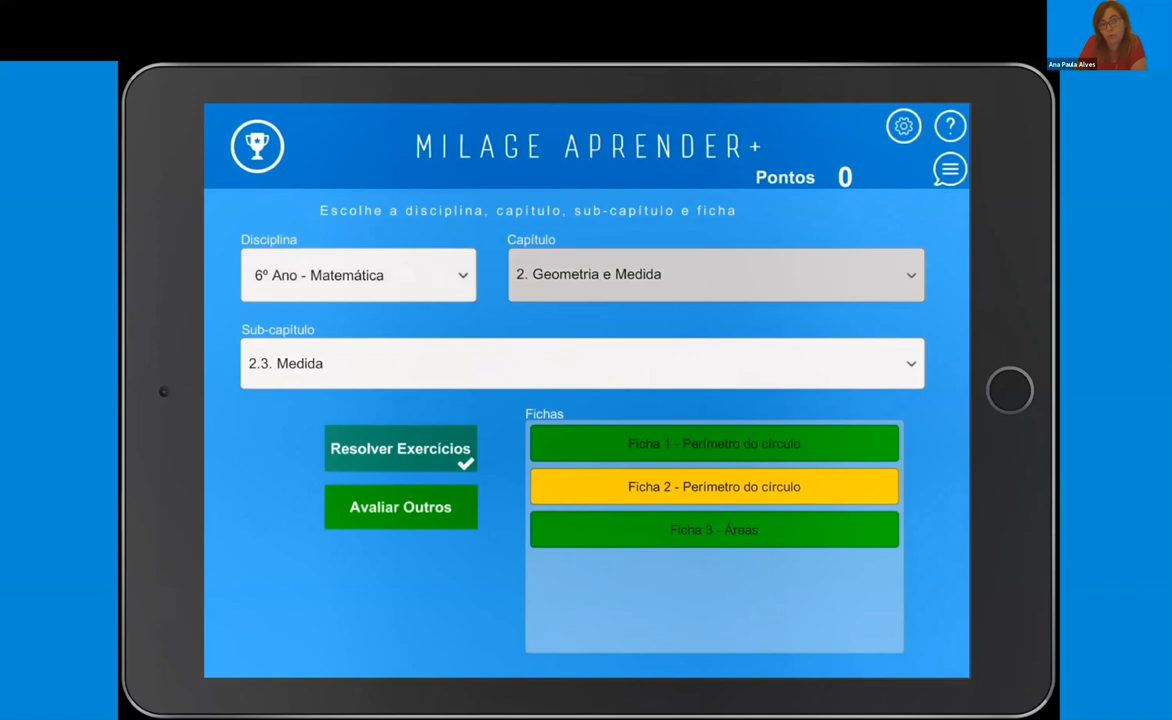 Ana Paula Alves
MILAGE APRENDER+
Pontos 0
Escolhe a disciplina, capítulo, sub-capítulo e ficha
Disciplina
Capítulo
6º Ano - Matemática
2. Geometria e Medida
Sub-capítulo
2.3. Medida
Fichas
Resolver Exercícios
Avaliar Outros
Ficha 1 - Perímetro do círculo
Ficha 2 - Perímetro do círculo
Ficha 3 - Áreas